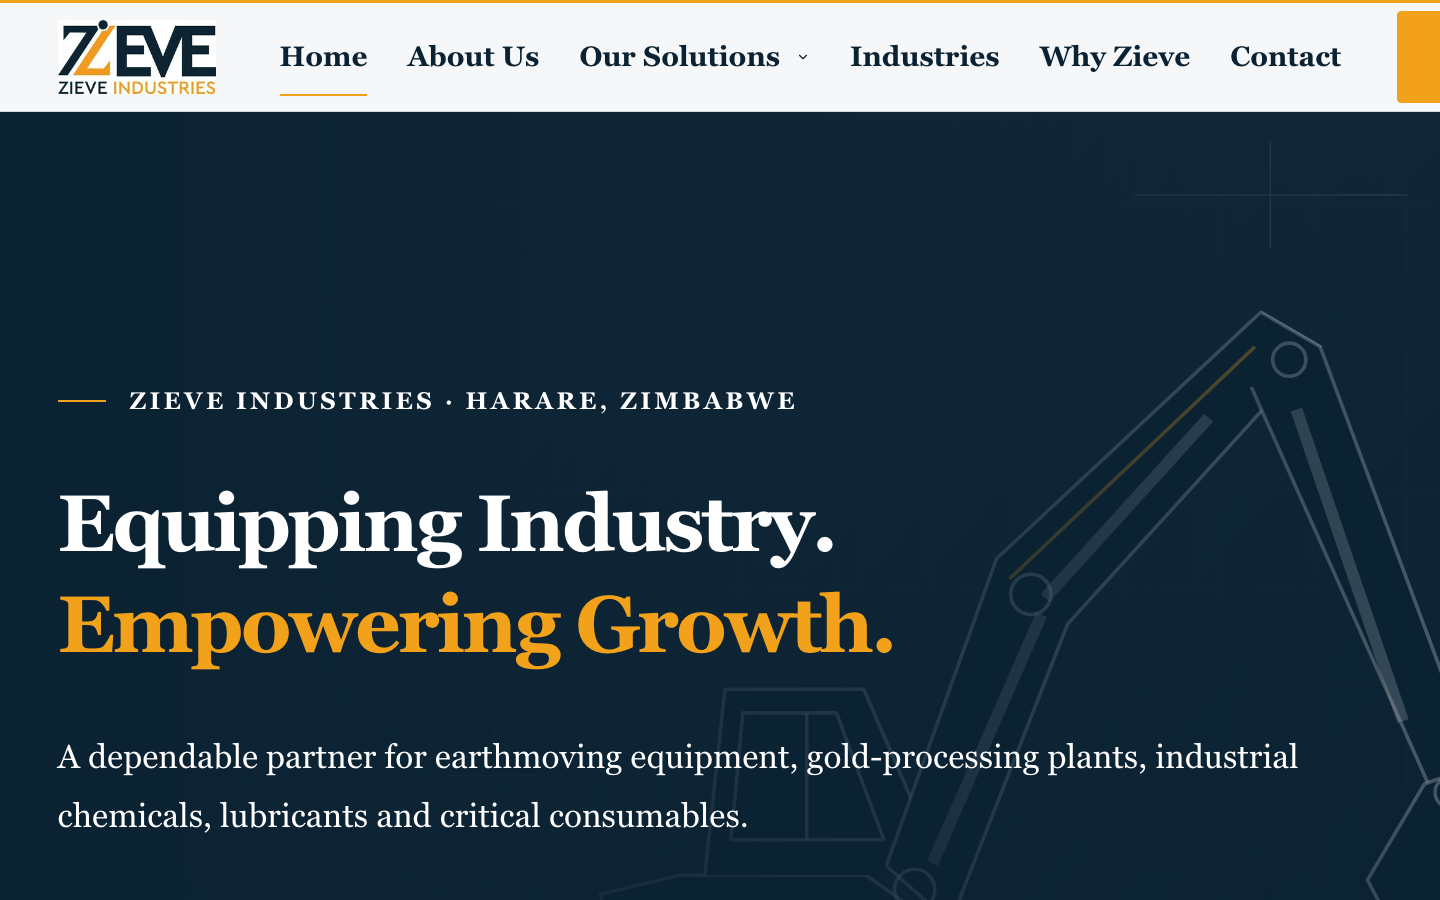 ZIEVE
ZIEVE INDUSTRIES
Home
About Us
Our Solutions
Industries
Why Zieve
Contact
ZIEVE INDUSTRIES · HARARE, ZIMBABWE
Equipping Industry.
Empowering Growth.
A dependable partner for earthmoving equipment, gold-processing plants, industrial
chemicals, lubricants and critical consumables.